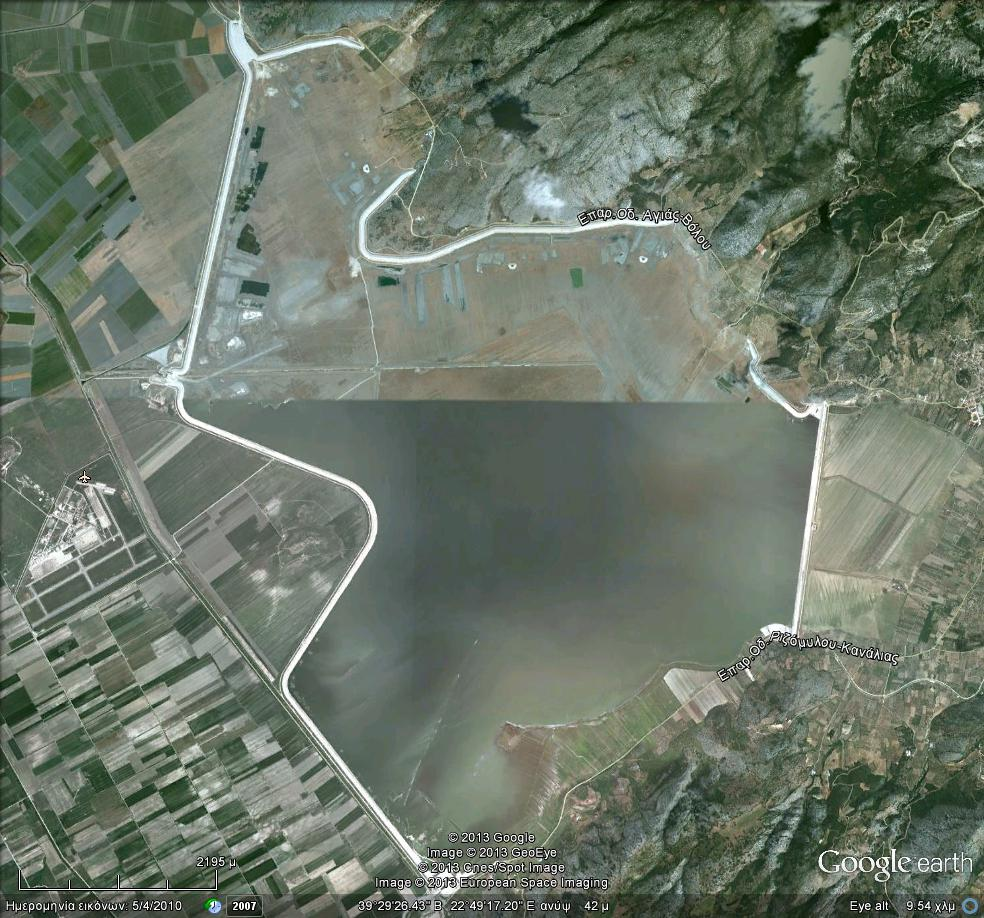 Επαρ.Οδ. Αγιάς-Βόλου
Επαρ.Οδ. Ριζόμυλου-Κανάλιας
© 2013 Google
Image © 2013 GeoEye
© 2013 Cnes/Spot Image
Image © 2013 European Space Imaging
Google earth
2195 μ
Ημερομηνία εικόνων: 5/4/2010
2007
39°29'26.43" Β 22°49'17.20" Ε ανύψ 42 μ
Eye alt 9.54 χλμ